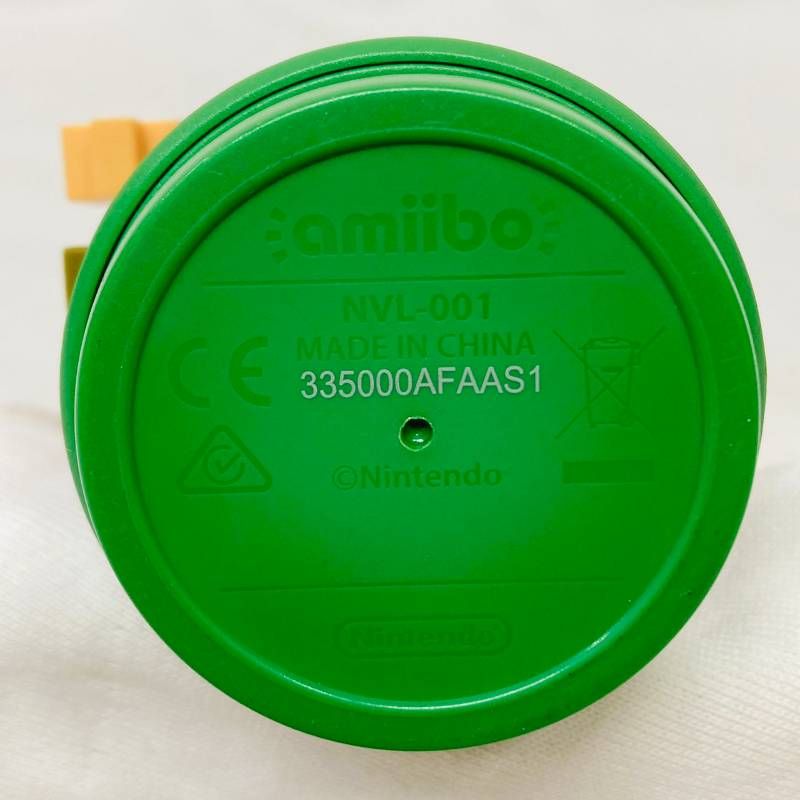 amiibo
NVL-001
MADE IN CHINA
CE
335000AFAAS1
©Nintendo
Nintendo®